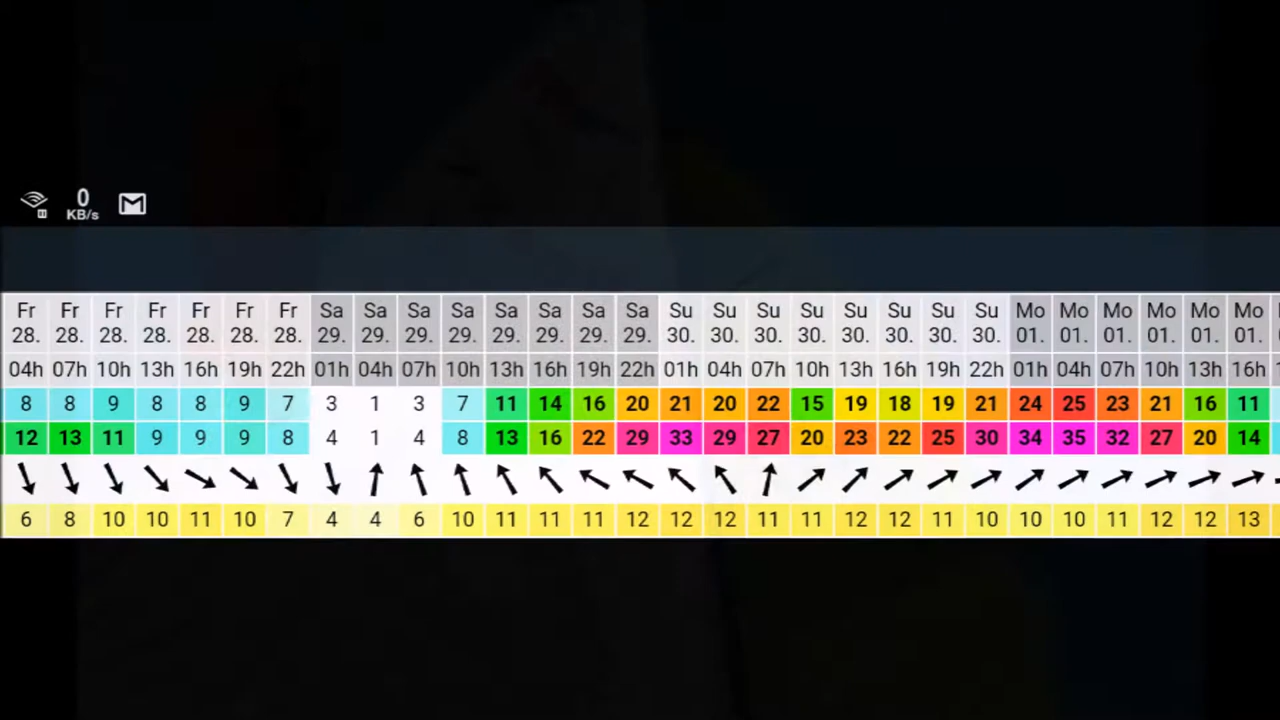 0
KB/s
Fr Fr Fr Fr Fr Fr Fr Sa Sa Sa Sa Sa Sa Sa Sa Su Su Su Su Su Su Su Su Mo Mo Mo Mo Mo Mo
28. 28. 28. 28. 28. 28. 28. 29. 29. 29. 29. 29. 29. 29. 29. 30. 30. 30. 30. 30. 30. 30. 30. 01. 01. 01. 01. 01. 01.
04h 07h 10h 13h 16h 19h 22h 01h 04h 07h 10h 13h 16h 19h 22h 01h 04h 07h 10h 13h 16h 19h 22h 01h 04h 07h 10h 13h 16h
8 8 9 8 8 9 7 3 1 3 7 11 14 16 20 21 20 22 15 19 18 19 21 24 25 23 21 16 11
12 13 11 9 9 9 8 4 1 4 8 13 16 22 29 33 29 27 20 23 22 25 30 34 35 32 27 20 14
6 8 10 10 11 10 7 4 4 6 10 11 11 11 12 12 12 11 11 12 12 11 10 10 10 11 12 12 13